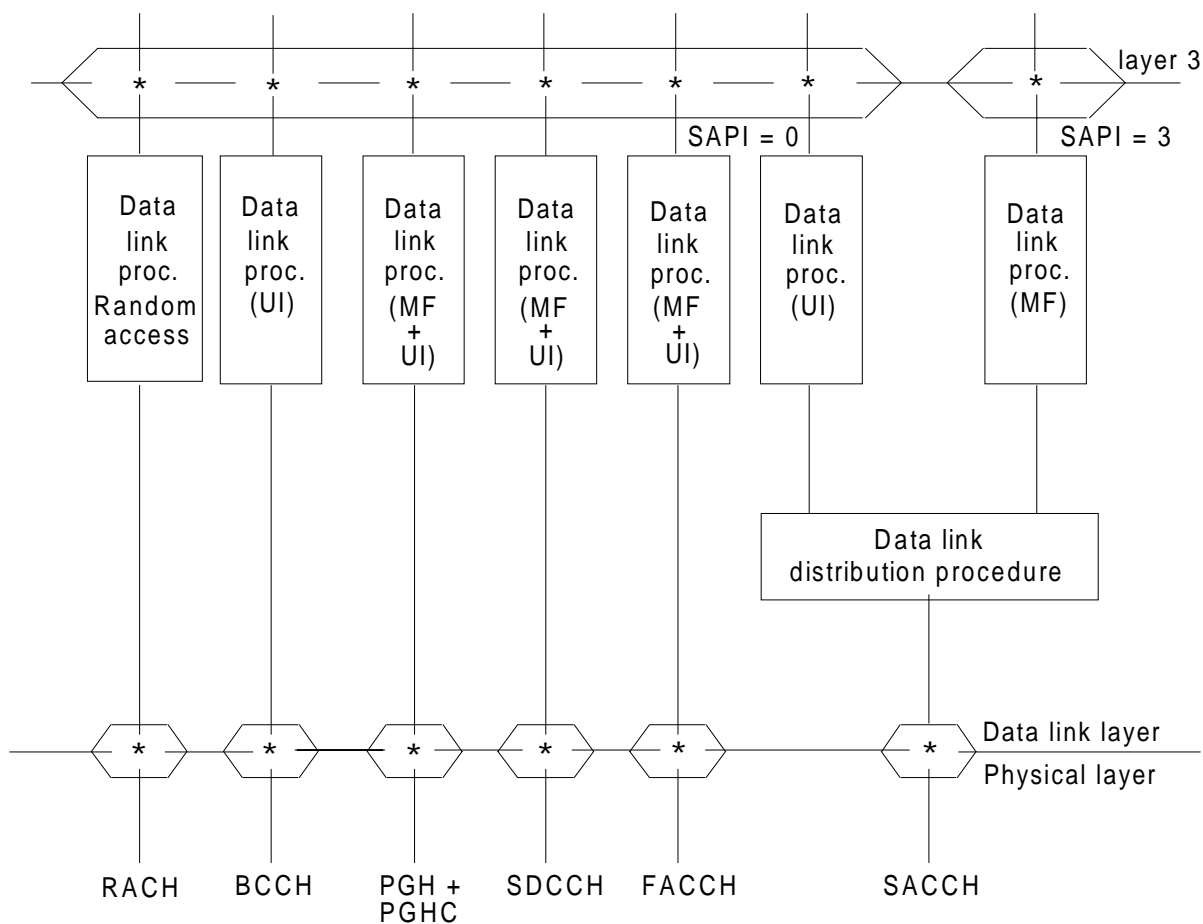 * * * * * * *
layer 3
SAPI = 0
SAPI = 3
Data
link
proc.
Random
access
Data
link
proc.
(UI)
Data
link
proc.
(MF
+
UI)
Data
link
proc.
(MF
+
UI)
Data
link
proc.
(MF
+
UI)
Data
link
proc.
(UI)
Data
link
proc.
(MF)
Data link
distribution procedure
* * * * * *
Data link layer
Physical layer
RACH
BCCH
PGH +
PGHC
SDCCH
FACCH
SACCH